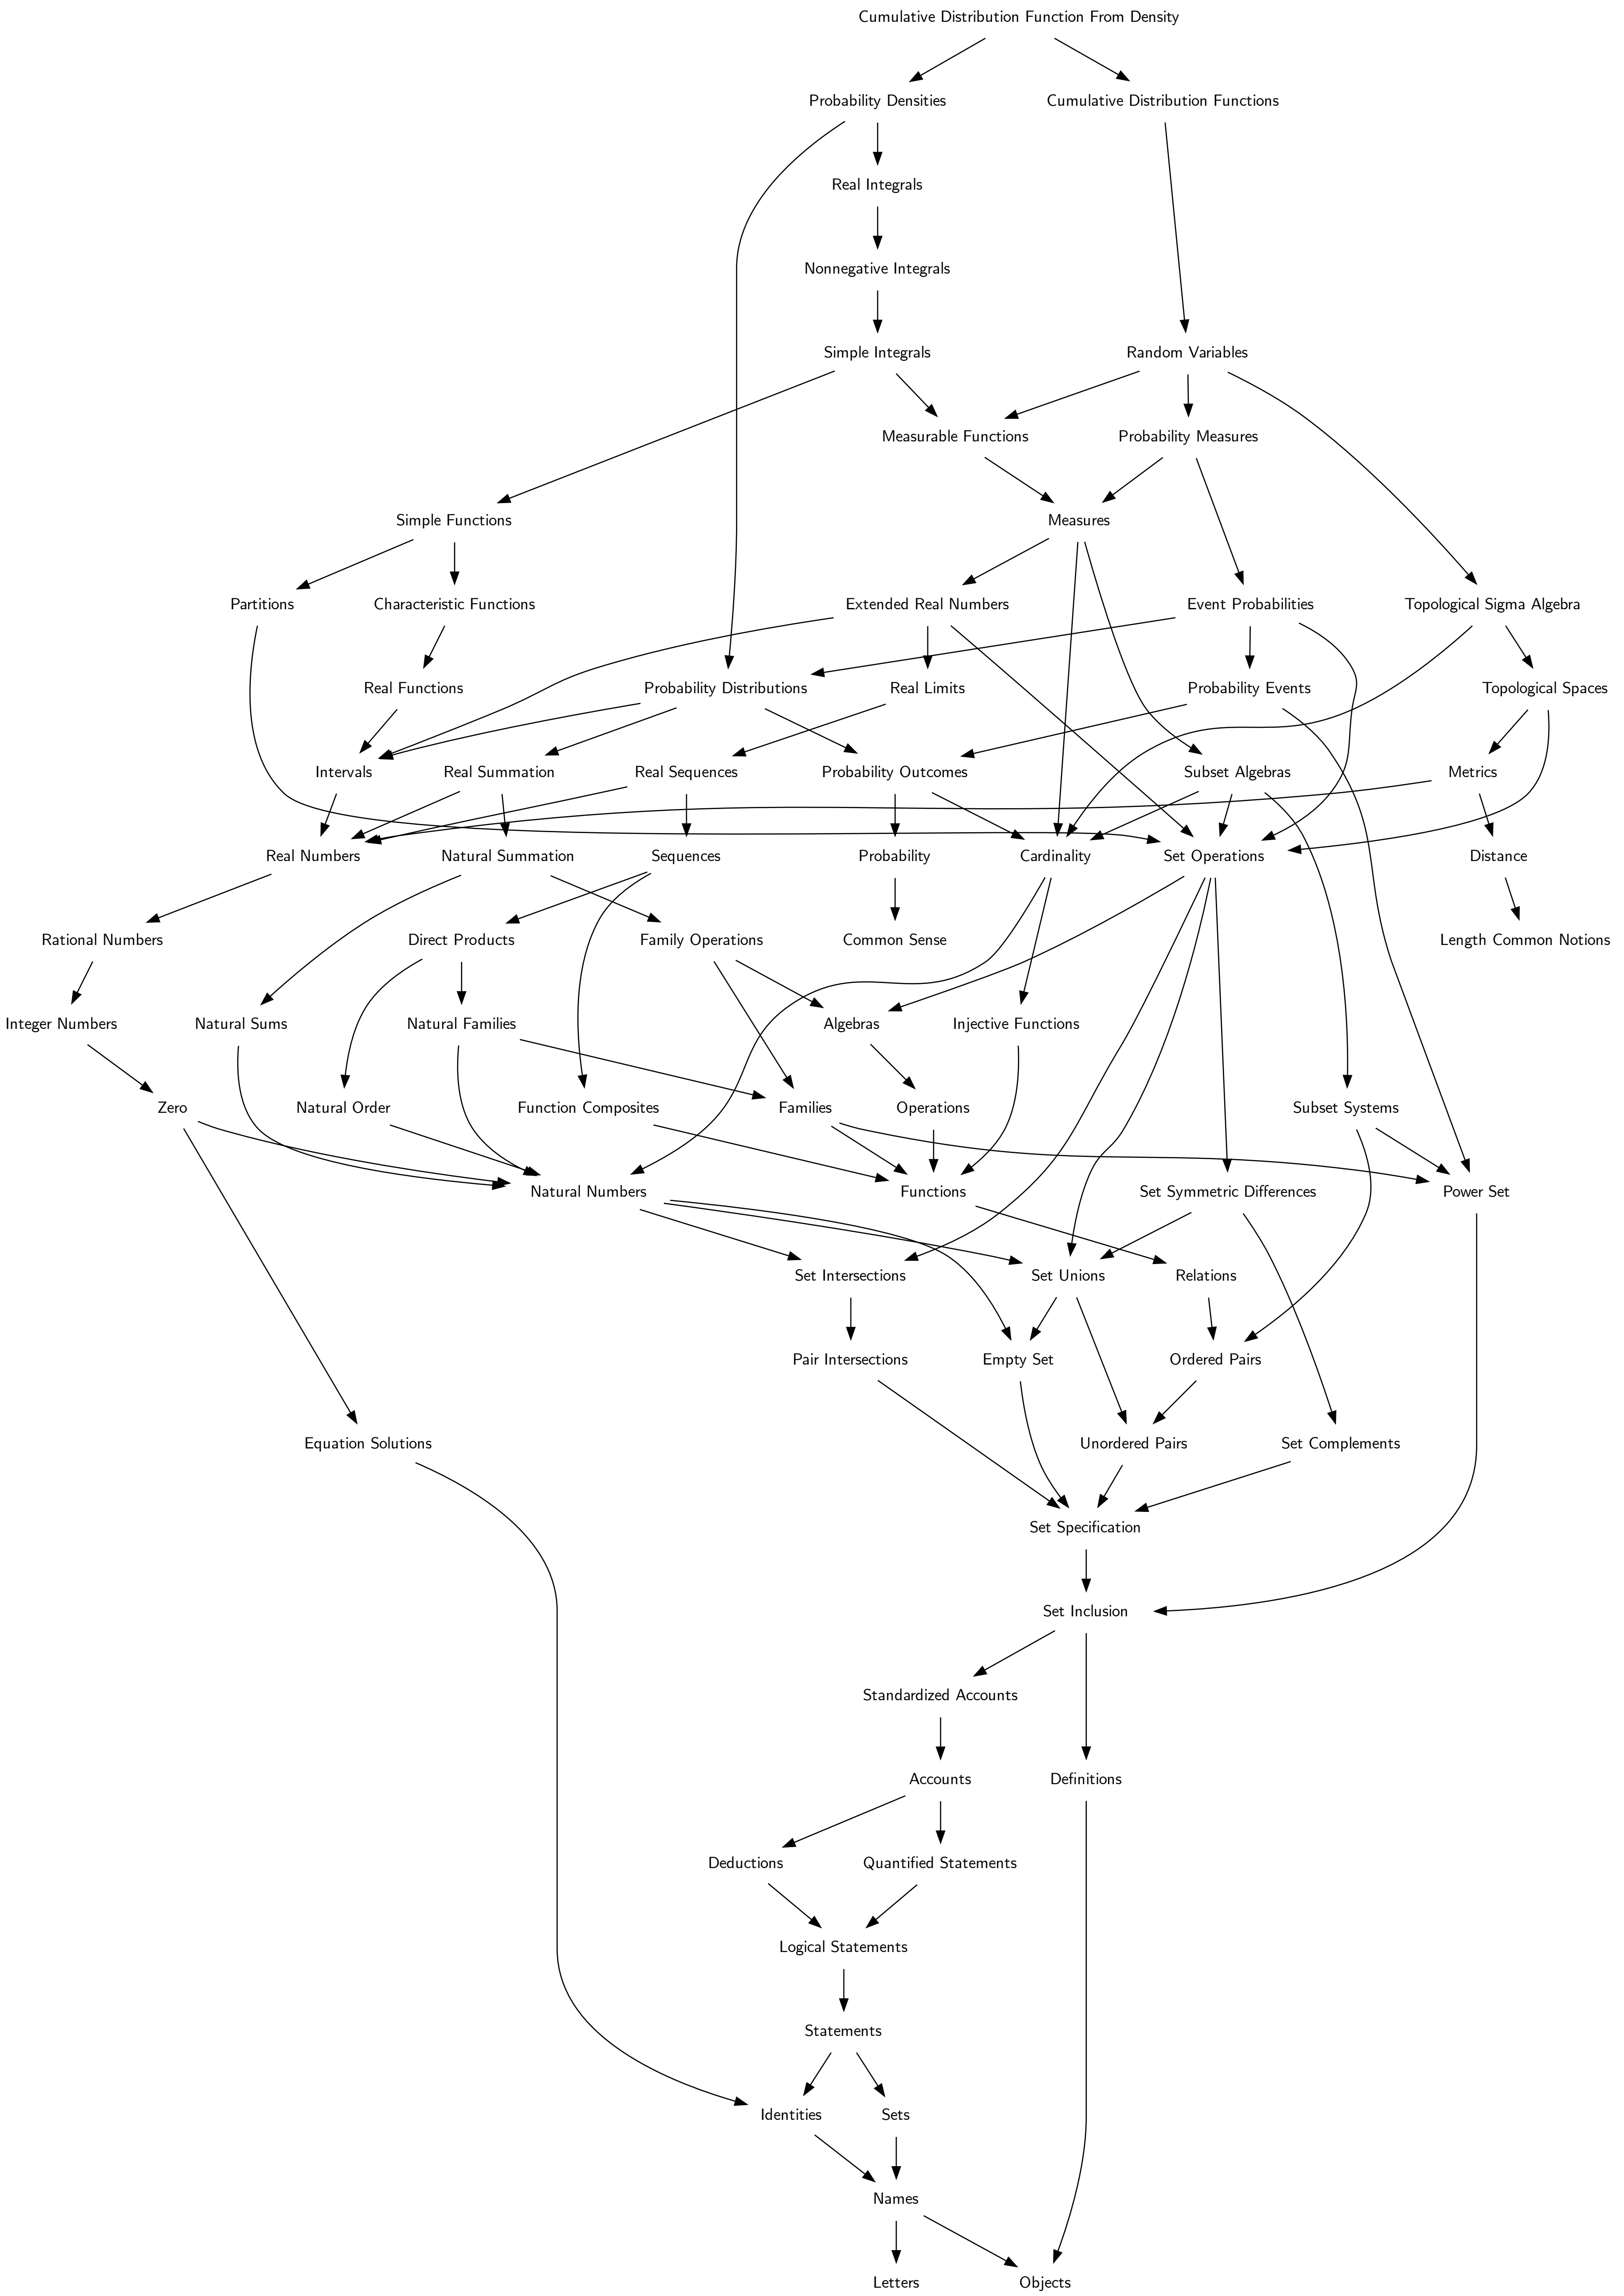 Cumulative Distribution Function From Density
Probability Densities
Cumulative Distribution Functions
Real Integrals
Nonnegative Integrals
Simple Integrals
Random Variables
Measurable Functions
Probability Measures
Simple Functions
Measures
Partitions
Characteristic Functions
Extended Real Numbers
Event Probabilities
Topological Sigma Algebra
Real Functions
Probability Distributions
Real Limits
Probability Events
Topological Spaces
Intervals
Real Summation
Real Sequences
Probability Outcomes
Subset Algebras
Metrics
Real Numbers
Natural Summation
Sequences
Probability
Cardinality
Set Operations
Distance
Rational Numbers
Direct Products
Family Operations
Common Sense
Length Common Notions
Integer Numbers
Natural Sums
Natural Families
Algebras
Injective Functions
Zero
Natural Order
Function Composites
Families
Operations
Subset Systems
Natural Numbers
Functions
Set Symmetric Differences
Power Set
Set Intersections
Set Unions
Relations
Pair Intersections
Empty Set
Ordered Pairs
Equation Solutions
Unordered Pairs
Set Complements
Set Specification
Set Inclusion
Standardized Accounts
Accounts
Definitions
Deductions
Quantified Statements
Logical Statements
Statements
Identities
Sets
Names
Letters
Objects